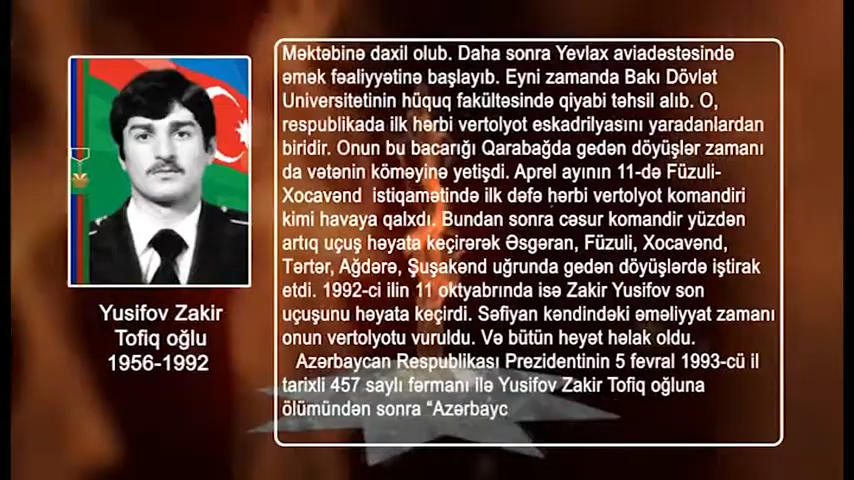 Məktəbinə daxil olub. Daha sonra Yevlax aviadəstəsində
əmək fəaliyyətinə başlayıb. Eyni zamanda Bakı Dövlət
Universitetinin hüquq fakültəsində qiyabi təhsil alıb. O,
respublikada ilk hərbi vertolyot eskadrilyasını yaradanlardan
biridir. Onun bu bacarığı Qarabağda gedən döyüşlər zamanı
da vətənin köməyinə yetişdi. Aprel ayının 11-də Füzuli-
Xocavənd istiqamətində ilk dəfə hərbi vertolyot komandiri
kimi havaya qalxdı. Bundan sonra cəsur komandir yüzdən
artıq uçuş həyata keçirərək Əsgəran, Füzuli, Xocavənd,
Tərtər, Ağdərə, Şuşakənd uğrunda gedən döyüşlərdə iştirak
etdi. 1992-ci ilin 11 oktyabrında isə Zakir Yusifov son
uçuşunu həyata keçirdi. Səfiyan kəndindəki əməliyyat zamanı
onun vertolyotu vuruldu. Və bütün heyət həlak oldu.
Azərbaycan Respublikası Prezidentinin 5 fevral 1993-cü il
tarixli 457 saylı fərmanı ilə Yusifov Zakir Tofiq oğluna
ölümündən sonra “Azərbayc
Yusifov Zakir
Tofiq oğlu
1956-1992